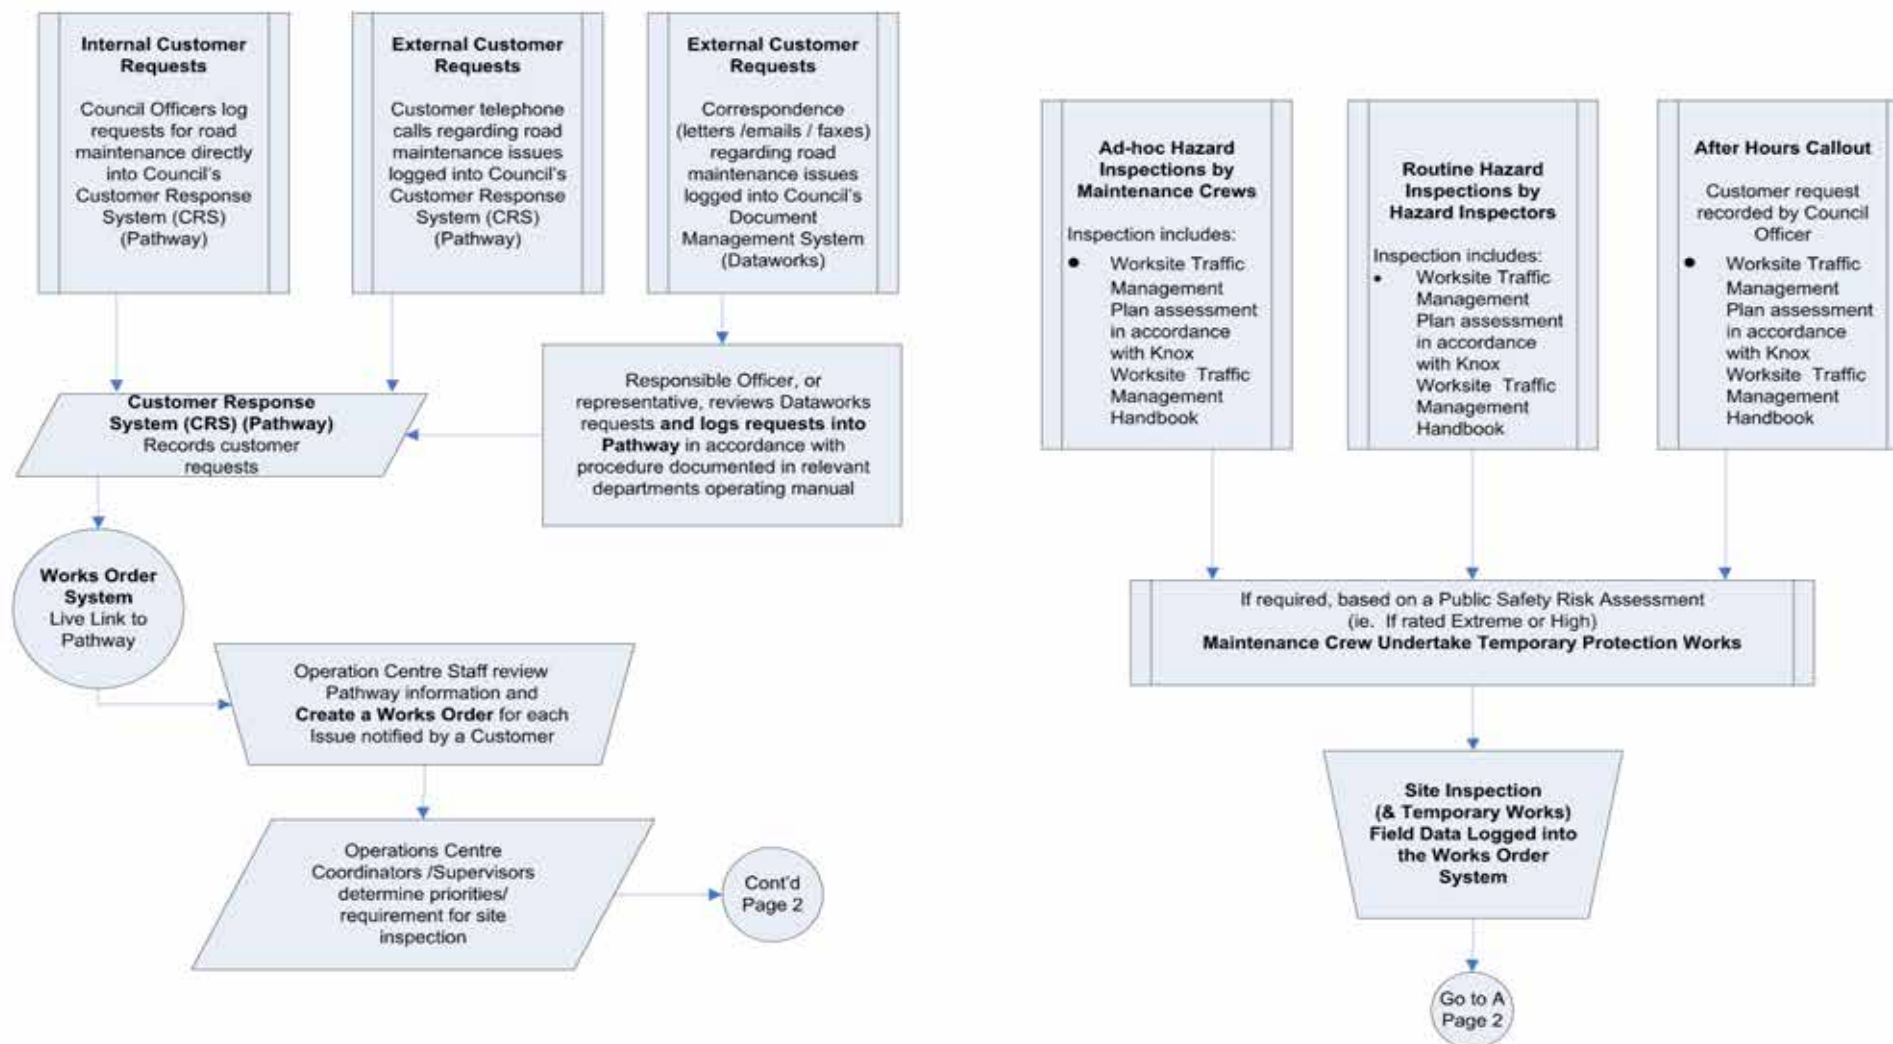 Internal Customer
Requests
Council Officers log
requests for road
maintenance directly
into Council's
Customer Response
System (CRS)
(Pathway)
External Customer
Requests
Customer telephone
calls regarding road
maintenance issues
logged into Council's
Customer Response
System (CRS)
(Pathway)
External Customer
Requests
Correspondence
(letters /emails / faxes)
regarding road
maintenance issues
logged into Council's
Document
Management System
(Dataworks)
Customer Response
System (CRS) (Pathway)
Records customer
requests
Responsible Officer, or
representative, reviews Dataworks
requests and logs requests into
Pathway in accordance with
procedure documented in relevant
departments operating manual
Works Order
System
Live Link to
Pathway
Operation Centre Staff review
Pathway information and
Create a Works Order for each
Issue notified by a Customer
Operations Centre
Coordinators /Supervisors
determine priorities/
requirement for site
inspection
Cont'd
Page 2
Ad-hoc Hazard
Inspections by
Maintenance Crews
Inspection includes:
• Worksite Traffic
Management
Plan assessment
in accordance
with Knox
Worksite Traffic
Management
Handbook
Routine Hazard
Inspections by
Hazard Inspectors
Inspection includes:
• Worksite Traffic
Management
Plan assessment
in accordance
with Knox
Worksite Traffic
Management
Handbook
After Hours Callout
Customer request
recorded by Council
Officer
• Worksite Traffic
Management
Plan assessment
in accordance
with Knox
Worksite Traffic
Management
Handbook
If required, based on a Public Safety Risk Assessment
(ie. If rated Extreme or High)
Maintenance Crew Undertake Temporary Protection Works
Site Inspection
(& Temporary Works)
Field Data Logged into
the Works Order
System
Go to A
Page 2